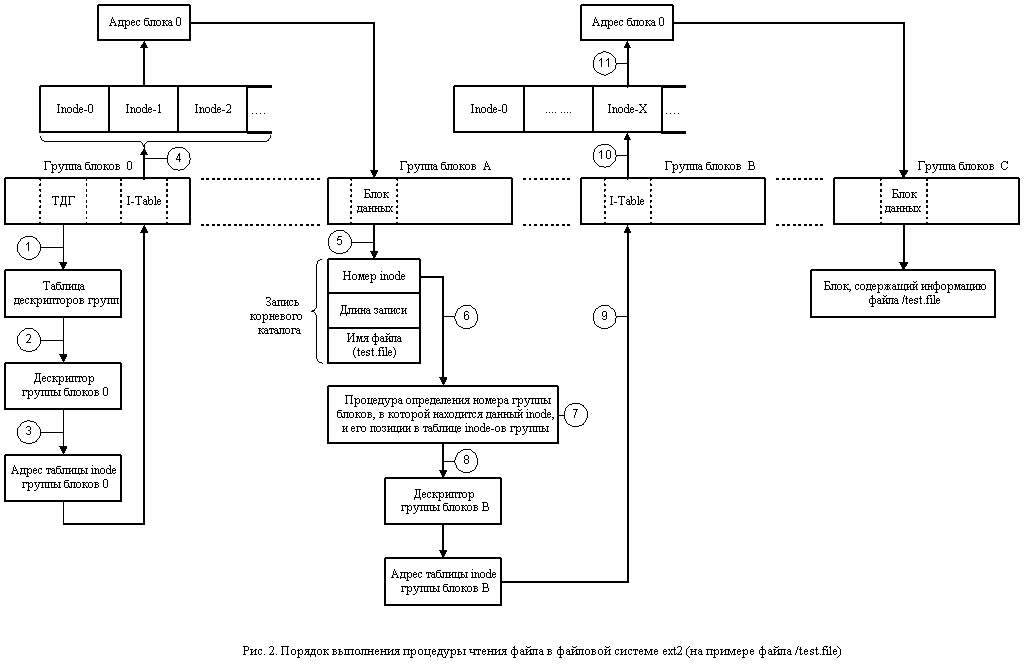 Адрес блока 0
Адрес блока 0
11
Inode-0
Inode-1
Inode-2
....
Inode-0
.... ....
Inode-X
....
4
10
Группа блоков 0
Группа блоков A
Группа блоков B
Группа блоков C
ТДГ
I-Table
Блок
данных
I-Table
Блок
данных
1
5
Таблица
дескрипторов групп
Номер inode
Блок, содержащий информацию
файла /test.file
Запись
корневого
каталога
Длина записи
6
9
2
Имя файла
(test.file)
Дескриптор
группы блоков 0
Процедура определения номера группы
блоков, в которой находится данный inode,
и его позиции в таблице inode-ов группы
7
3
8
Адрес таблицы inode
группы блоков 0
Дескриптор
группы блоков B
Адрес таблицы inode
группы блоков B
Рис. 2. Порядок выполнения процедуры чтения файла в файловой системе ext2 (на примере файла /test.file)